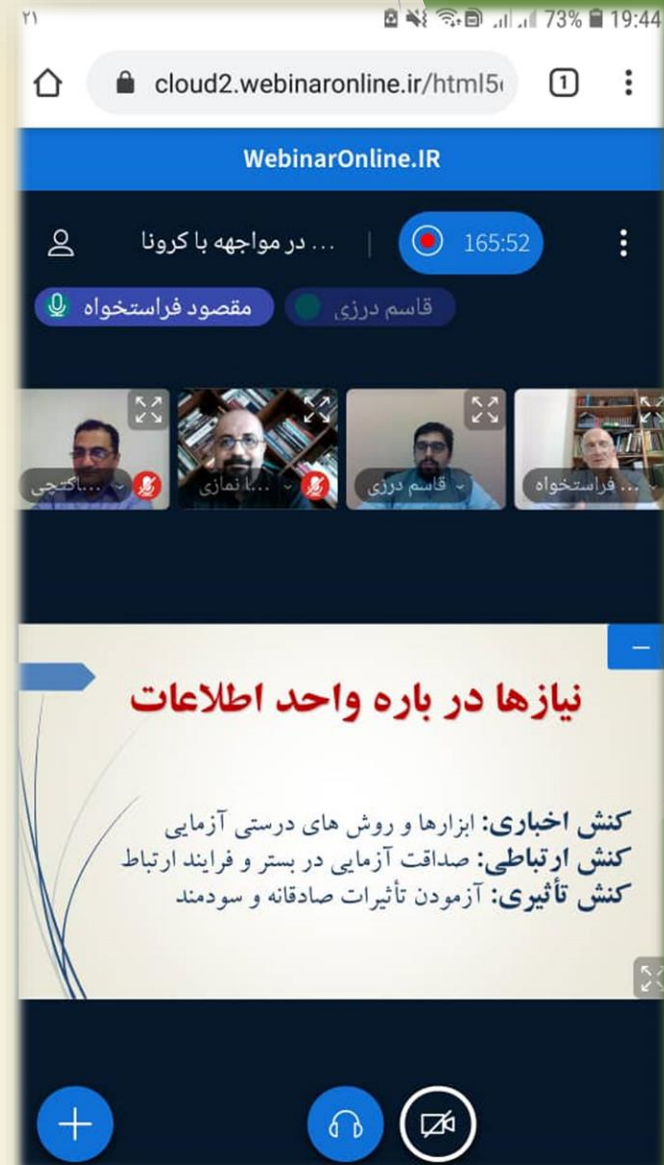 ۲۱
73% 19:44
cloud2.webinaronline.ir/html5
1
WebinarOnline.IR
... در مواجهه با کرونا | 165:52
مقصود فراستخواه
قاسم درزی
...اکتچی
...ا نمازی
قاسم درزی
... فراستخواه
نیازها در باره واحد اطلاعات
کنش اخباری: ابزارها و روش های درستی آزمایی
کنش ارتباطی: صداقت آزمایی در بستر و فرایند ارتباط
کنش تأثیری: آزمودن تأثیرات صادقانه و سودمند